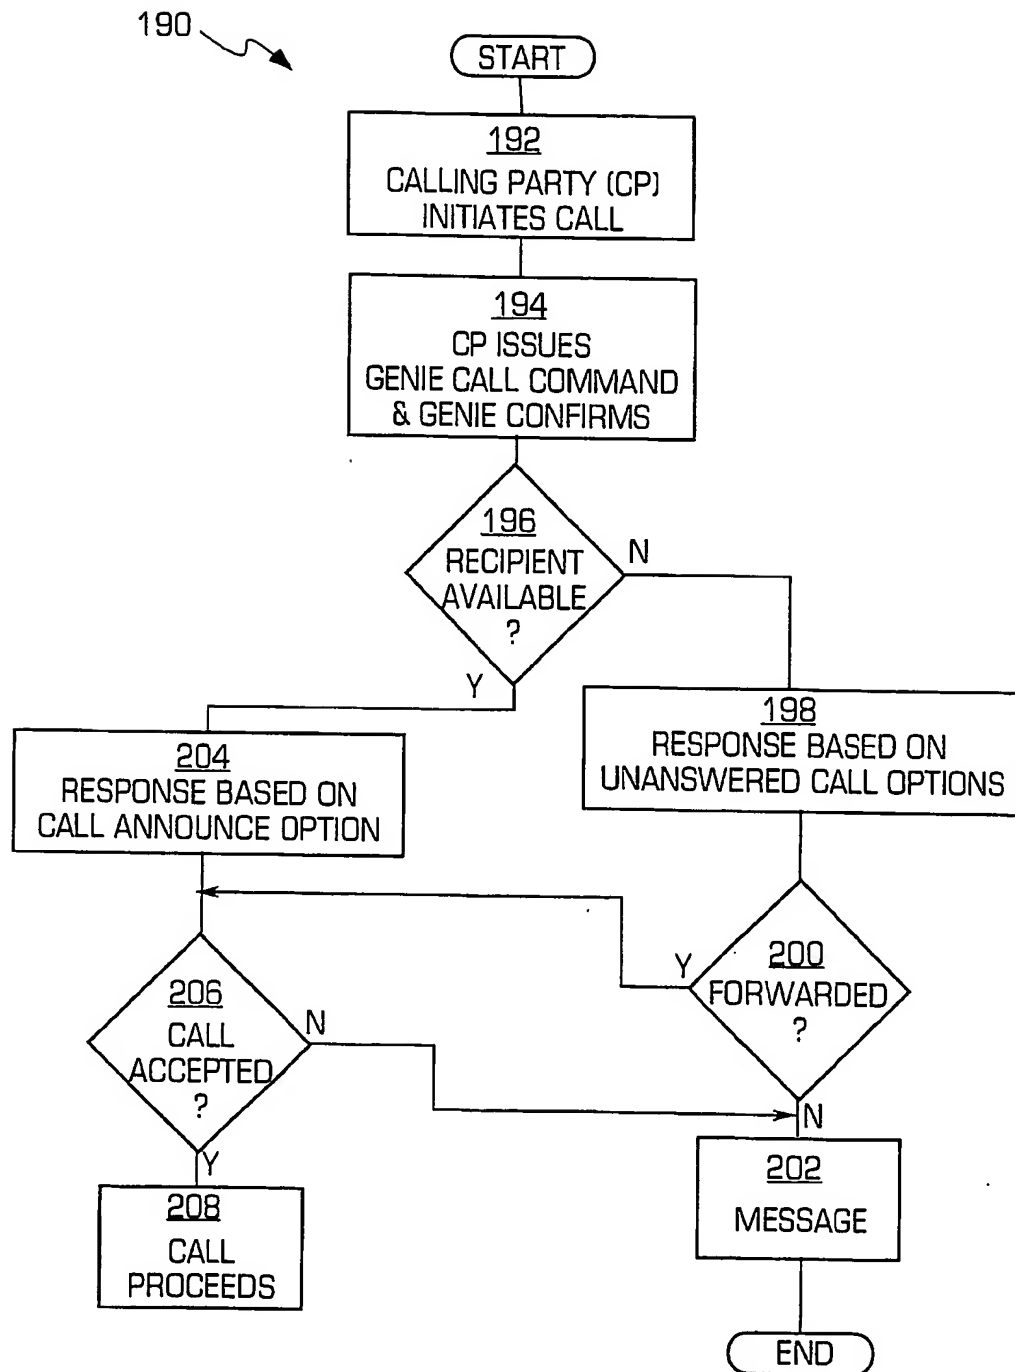 190
START
192
CALLING PARTY (CP)
INITIATES CALL
194
CP ISSUES
GENIE CALL COMMAND
& GENIE CONFIRMS
196
RECIPIENT
AVAILABLE
?
N
Y
198
RESPONSE BASED ON
UNANSWERED CALL OPTIONS
204
RESPONSE BASED ON
CALL ANNOUNCE OPTION
200
FORWARDED
?
Y
N
206
CALL
ACCEPTED
?
N
Y
202
MESSAGE
208
CALL
PROCEEDS
END